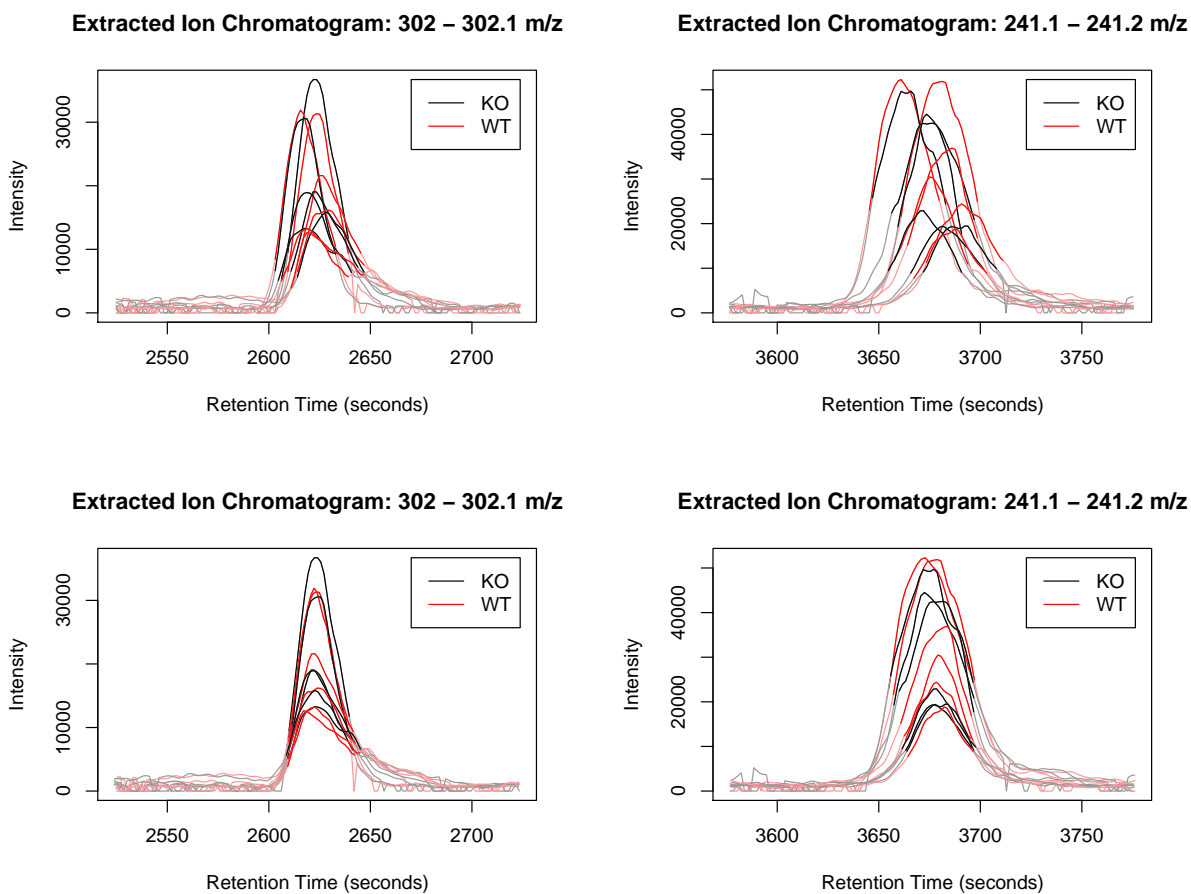 Extracted Ion Chromatogram: 302 − 302.1 m/z
Intensity
30000
10000
0
KO
WT
2550
2600
2650
2700
Retention Time (seconds)
Extracted Ion Chromatogram: 241.1 − 241.2 m/z
Intensity
40000
20000
0
KO
WT
3600
3650
3700
3750
Retention Time (seconds)
Extracted Ion Chromatogram: 302 − 302.1 m/z
Intensity
30000
10000
0
KO
WT
2550
2600
2650
2700
Retention Time (seconds)
Extracted Ion Chromatogram: 241.1 − 241.2 m/z
Intensity
40000
20000
0
KO
WT
3600
3650
3700
3750
Retention Time (seconds)